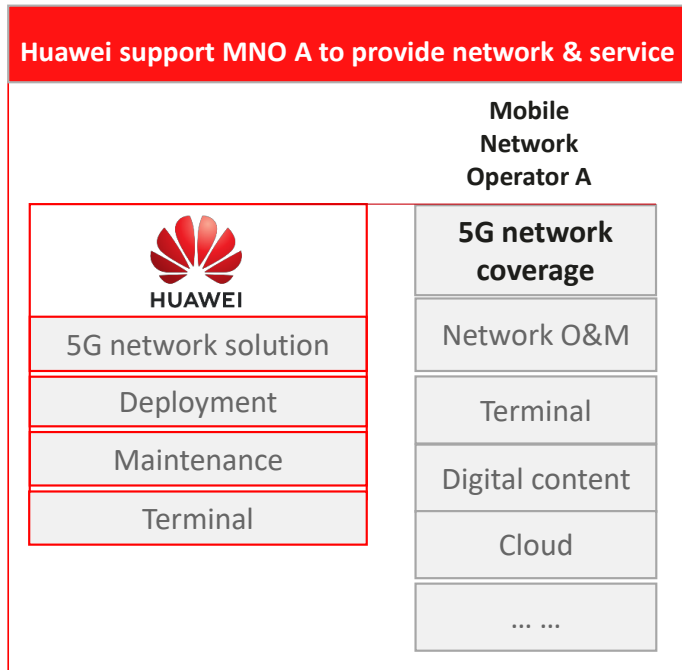 Huawei support MNO A to provide network & service
Mobile
Network
Operator A
HUAWEI
5G network solution
Deployment
Maintenance
Terminal
5G network
coverage
Network O&M
Terminal
Digital content
Cloud
... ...